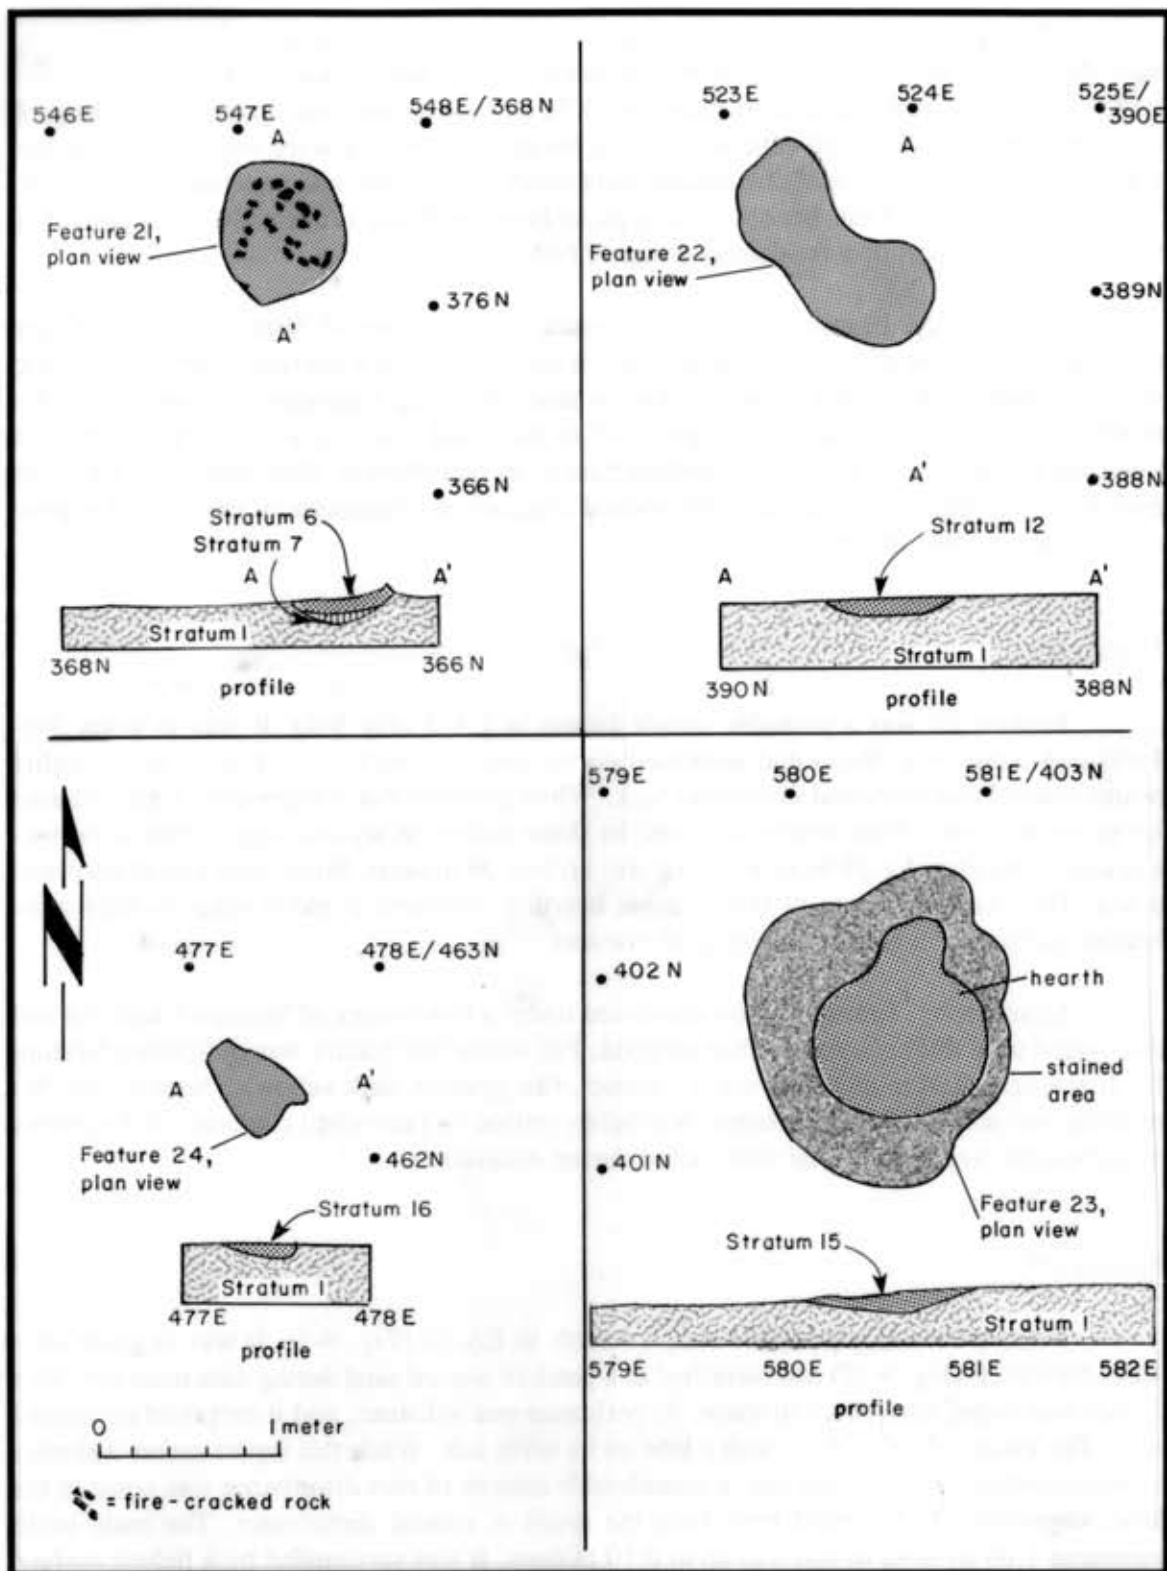 546E
547E
548E/368N
A
Feature 21,
plan view
376N
A'
366N
Stratum 6
Stratum 7
A
A'
Stratum 1
368N
366N
profile
523E
524E
525E/
390E
A
Feature 22,
plan view
389N
A'
388N
Stratum 12
A
A'
Stratum 1
390N
388N
profile
477E
478E/463N
A
A'
Feature 24,
plan view
462N
Stratum 16
Stratum 1
477E
478E
profile
0
1 meter
= fire-cracked rock
579E
580E
581E/403N
402N
hearth
stained
area
401N
Feature 23,
plan view
Stratum 15
Stratum 1
579E
580E
581E
582E
profile
N